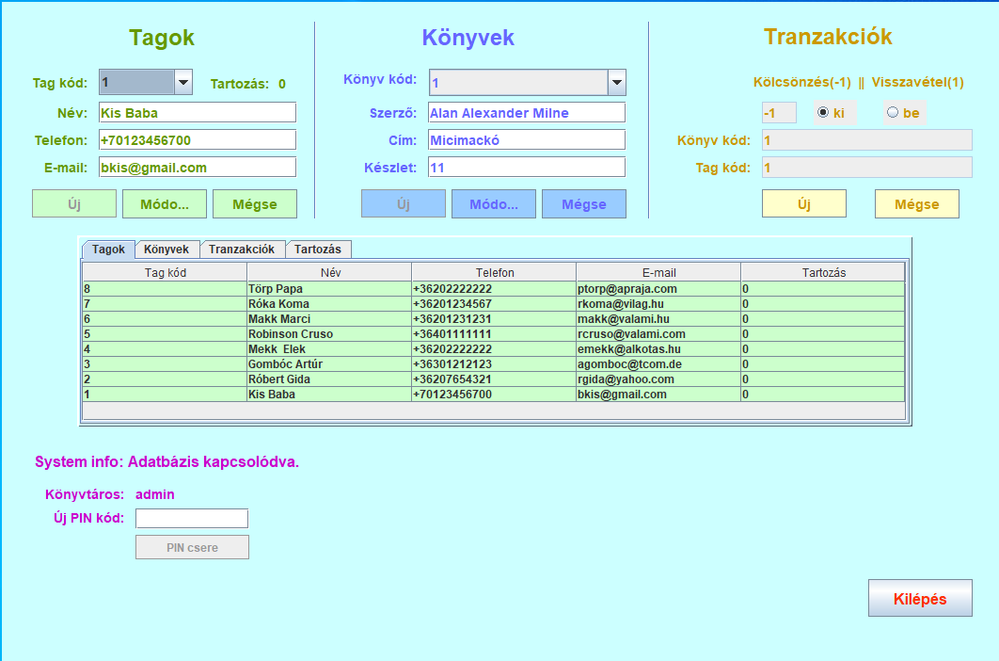 Tagok
Tag kód: 1 Tartozás: 0
Név: Kis Baba
Telefon: +70123456700
E-mail: bkis@gmail.com
Új Módo... Mégse
Könyvek
Könyv kód: 1
Szerző: Alan Alexander Milne
Cím: Micimackó
Készlet: 11
Új Módo... Mégse
Tranzakciók
Kölcsönzés(-1) || Visszavétel(1)
-1 ki be
Könyv kód: 1
Tag kód: 1
Új Mégse
Tagok Könyvek Tranzakciók Tartozás
Tag kód Név Telefon E-mail Tartozás
8 Törp Papa +36202222222 ptorp@apraja.com 0
7 Róka Koma +36201234567 rkoma@vilag.hu 0
6 Makk Marci +36201231231 makk@valami.hu 0
5 Robinson Cruso +36401111111 rcruso@valami.com 0
4 Mekk Elek +36202222222 emekk@alkotas.hu 0
3 Gombóc Artúr +36301212123 agomboc@tcom.de 0
2 Róbert Gida +36207654321 rgida@yahoo.com 0
1 Kis Baba +70123456700 bkis@gmail.com 0
System info: Adatbázis kapcsolódva.
Könyvtáros: admin
Új PIN kód:
PIN csere
Kilépés